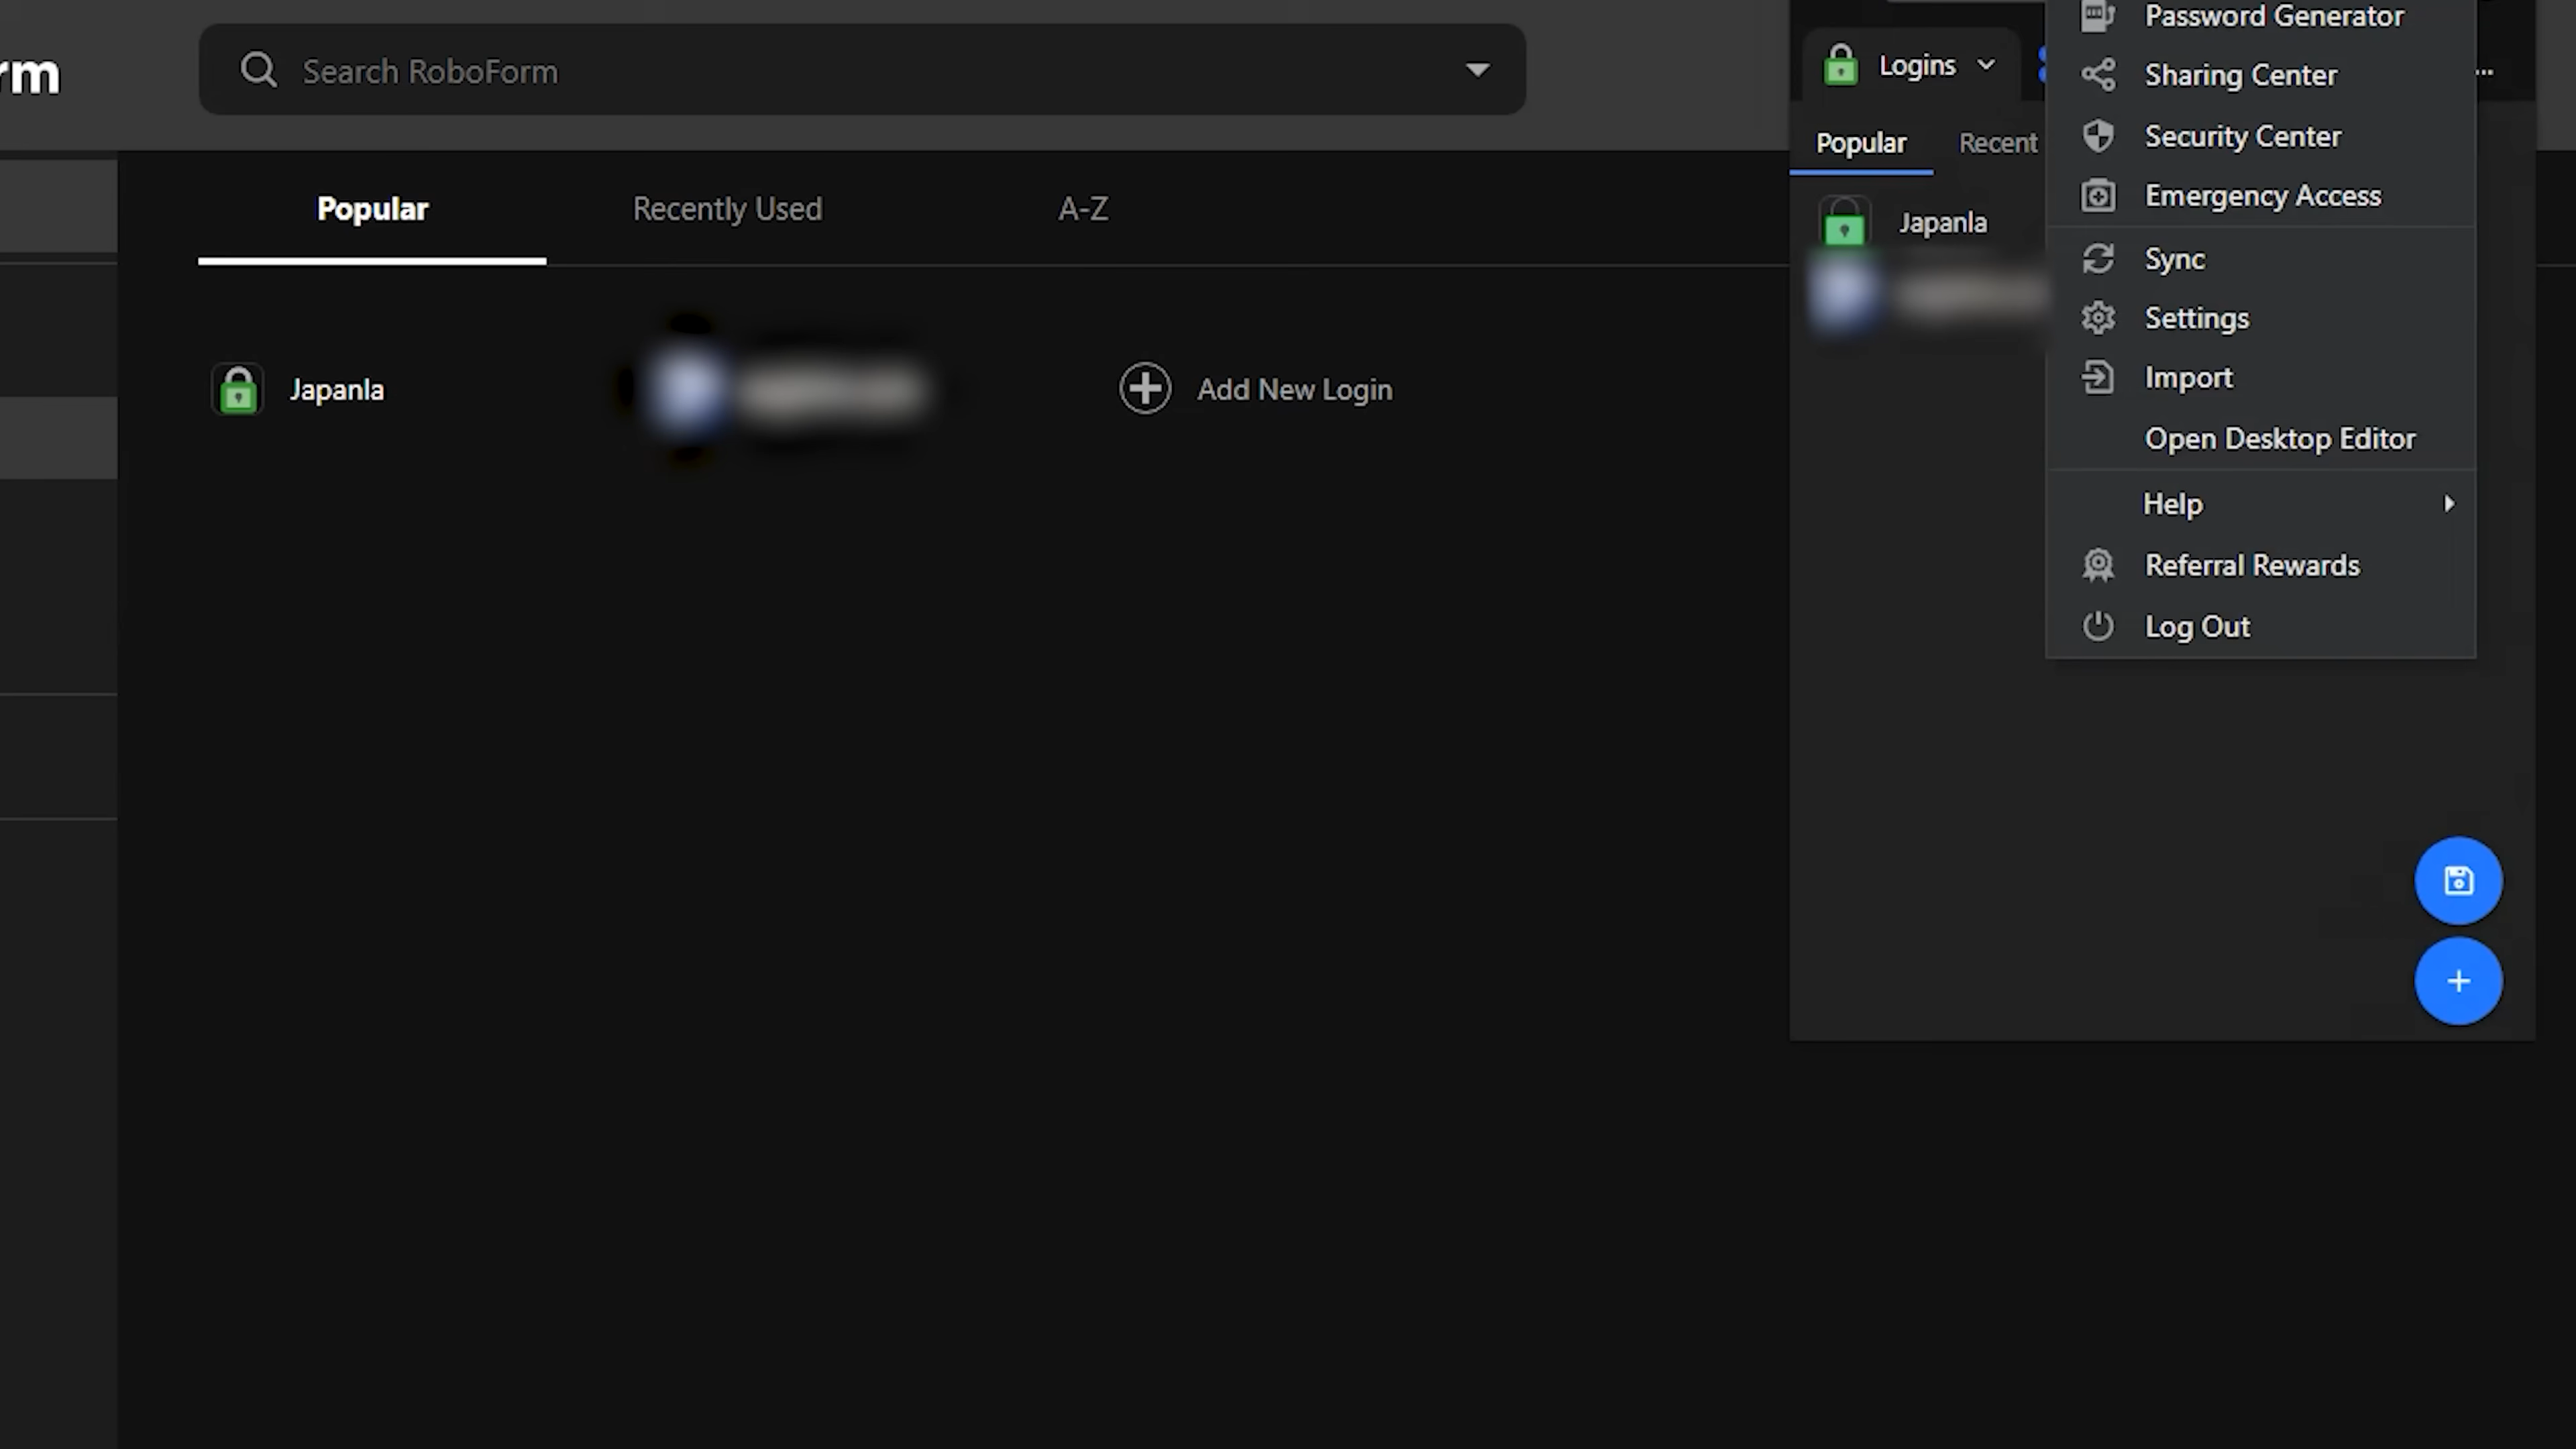 rm
Search RoboForm
Popular
Recently Used
A-Z
Japanla
Add New Login
Logins
Popular
Recent
Japanla
Password Generator
Sharing Center
Security Center
Emergency Access
Sync
Settings
Import
Open Desktop Editor
Help
Referral Rewards
Log Out